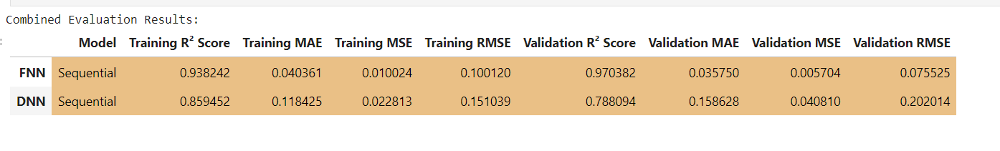 Combined Evaluation Results:
Model Training R² Score Training MAE Training MSE Training RMSE Validation R² Score Validation MAE Validation MSE Validation RMSE
FNN Sequential 0.938242 0.040361 0.010024 0.100120 0.970382 0.035750 0.005704 0.075525
DNN Sequential 0.859452 0.118425 0.022813 0.151039 0.788094 0.158628 0.040810 0.202014